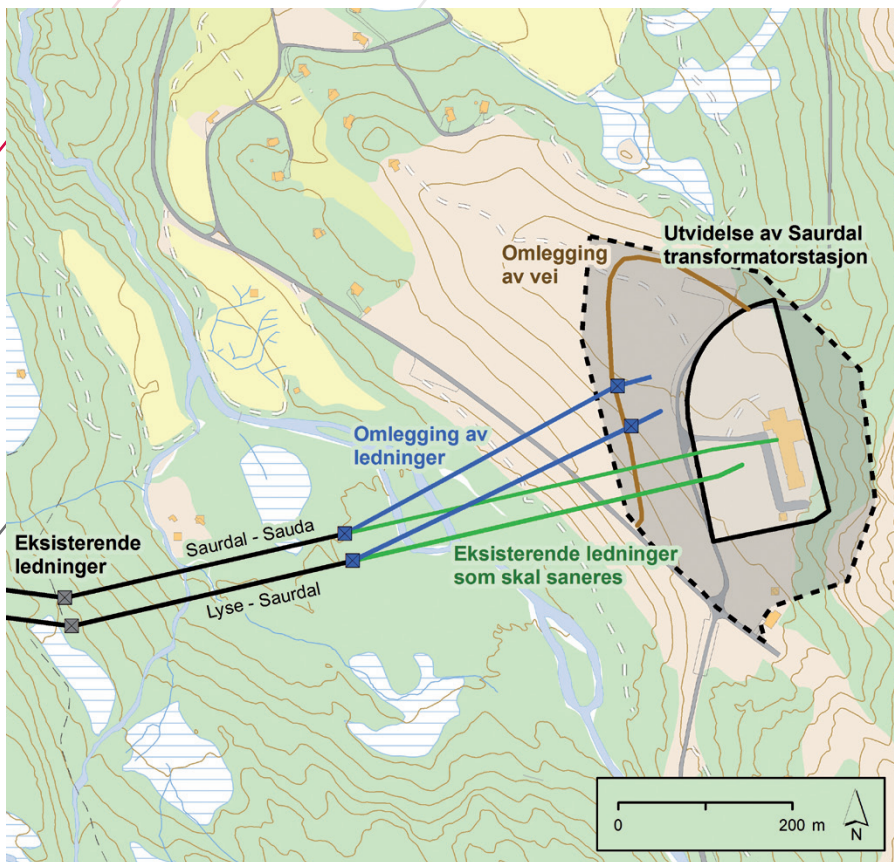 Utvidelse av Saurdal
transformatorstasjon
Omlegging
av vei
Omlegging av
ledninger
Eksisterende
ledninger
Saurdal - Sauda
Lyse - Saurdal
Eksisterende ledninger
som skal saneres
0 200 m
N